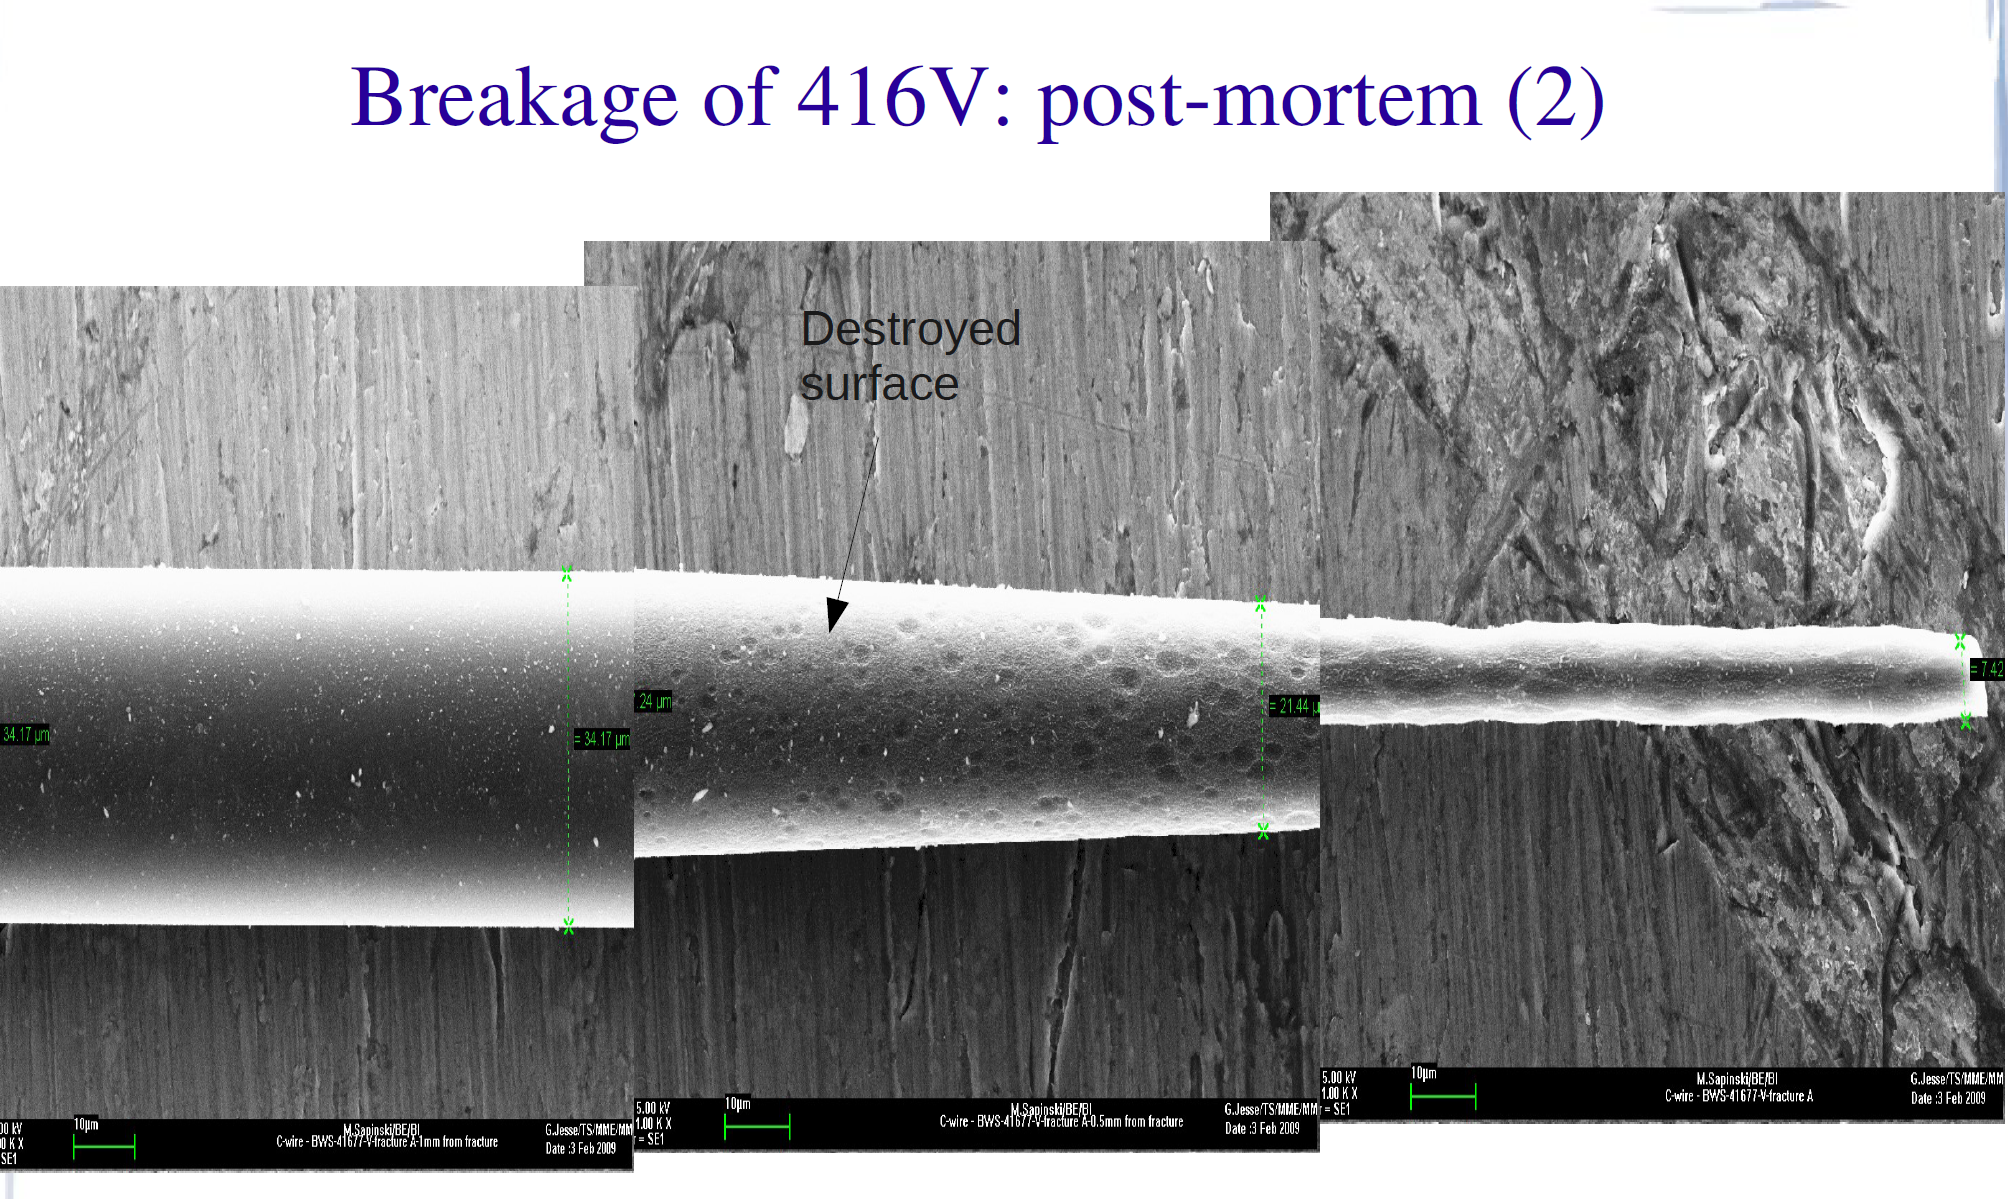 Breakage of 416V: post-mortem (2)
Destroyed
surface
34.17 µm
= 34.17 µm
24 µm
= 21.44 µ
= 7.42
00 kV
0 K X
SE1
10µm
M.Sapinski/BE/BI
C-wire - BWS-41677-V-fracture A-1mm from fracture
G.Jesse/TS/MME/MM
Date :3 Feb 2009
5.00 kV
1.00 K X
r = SE1
10µm
M.Sapinski/BE/BI
C-wire - BWS-41677-V-fracture A-0.5mm from fracture
G.Jesse/TS/MME/MM
Date :3 Feb 2009
5.00 kV
1.00 K X
r = SE1
10µm
M.Sapinski/BE/BI
C-wire - BWS-41677-V-fracture A
G.Jesse/TS/MME/MM
Date :3 Feb 2009